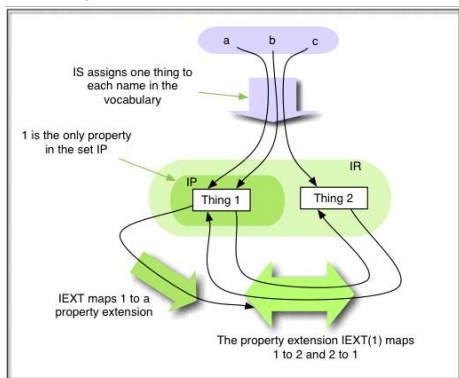 a b c
IS assigns one thing to
each name in the
vocabulary
1 is the only property
in the set IP
IP
IR
Thing 1
Thing 2
IEXT maps 1 to a
property extension
The property extension IEXT(1) maps
1 to 2 and 2 to 1